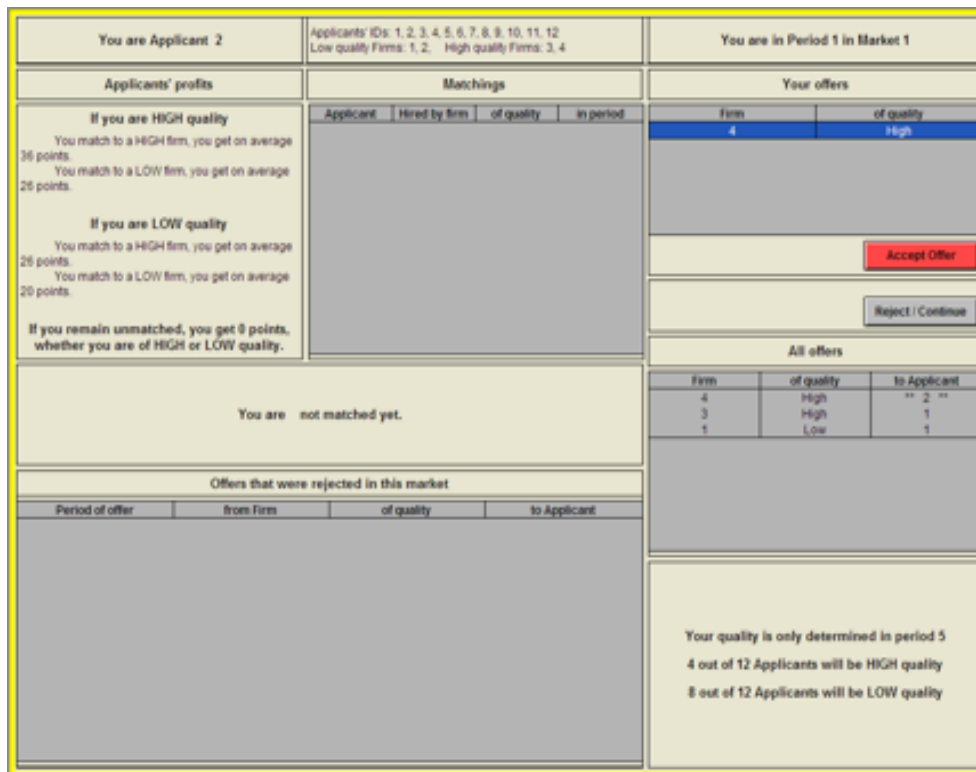 You are Applicant 2
Applicants' IDs: 1, 2, 3, 4, 5, 6, 7, 8, 9, 10, 11, 12
Low quality Firms: 1, 2, High quality Firms: 3, 4
You are in Period 1 in Market 1
Applicants' profits
If you are HIGH quality
You match to a HIGH firm, you get on average
36 points.
You match to a LOW firm, you get on average
26 points.
If you are LOW quality
You match to a HIGH firm, you get on average
26 points.
You match to a LOW firm, you get on average
20 points.
If you remain unmatched, you get 0 points,
whether you are of HIGH or LOW quality.
Matchings
Applicant Hired by firm of quality in period
Your offers
Firm of quality
4 High
Accept Offer
Reject / Continue
All offers
Firm of quality to Applicant
4 High ** 2 **
3 High 1
1 Low 1
You are not matched yet.
Offers that were rejected in this market
Period of offer from Firm of quality to Applicant
Your quality is only determined in period 5
4 out of 12 Applicants will be HIGH quality
8 out of 12 Applicants will be LOW quality